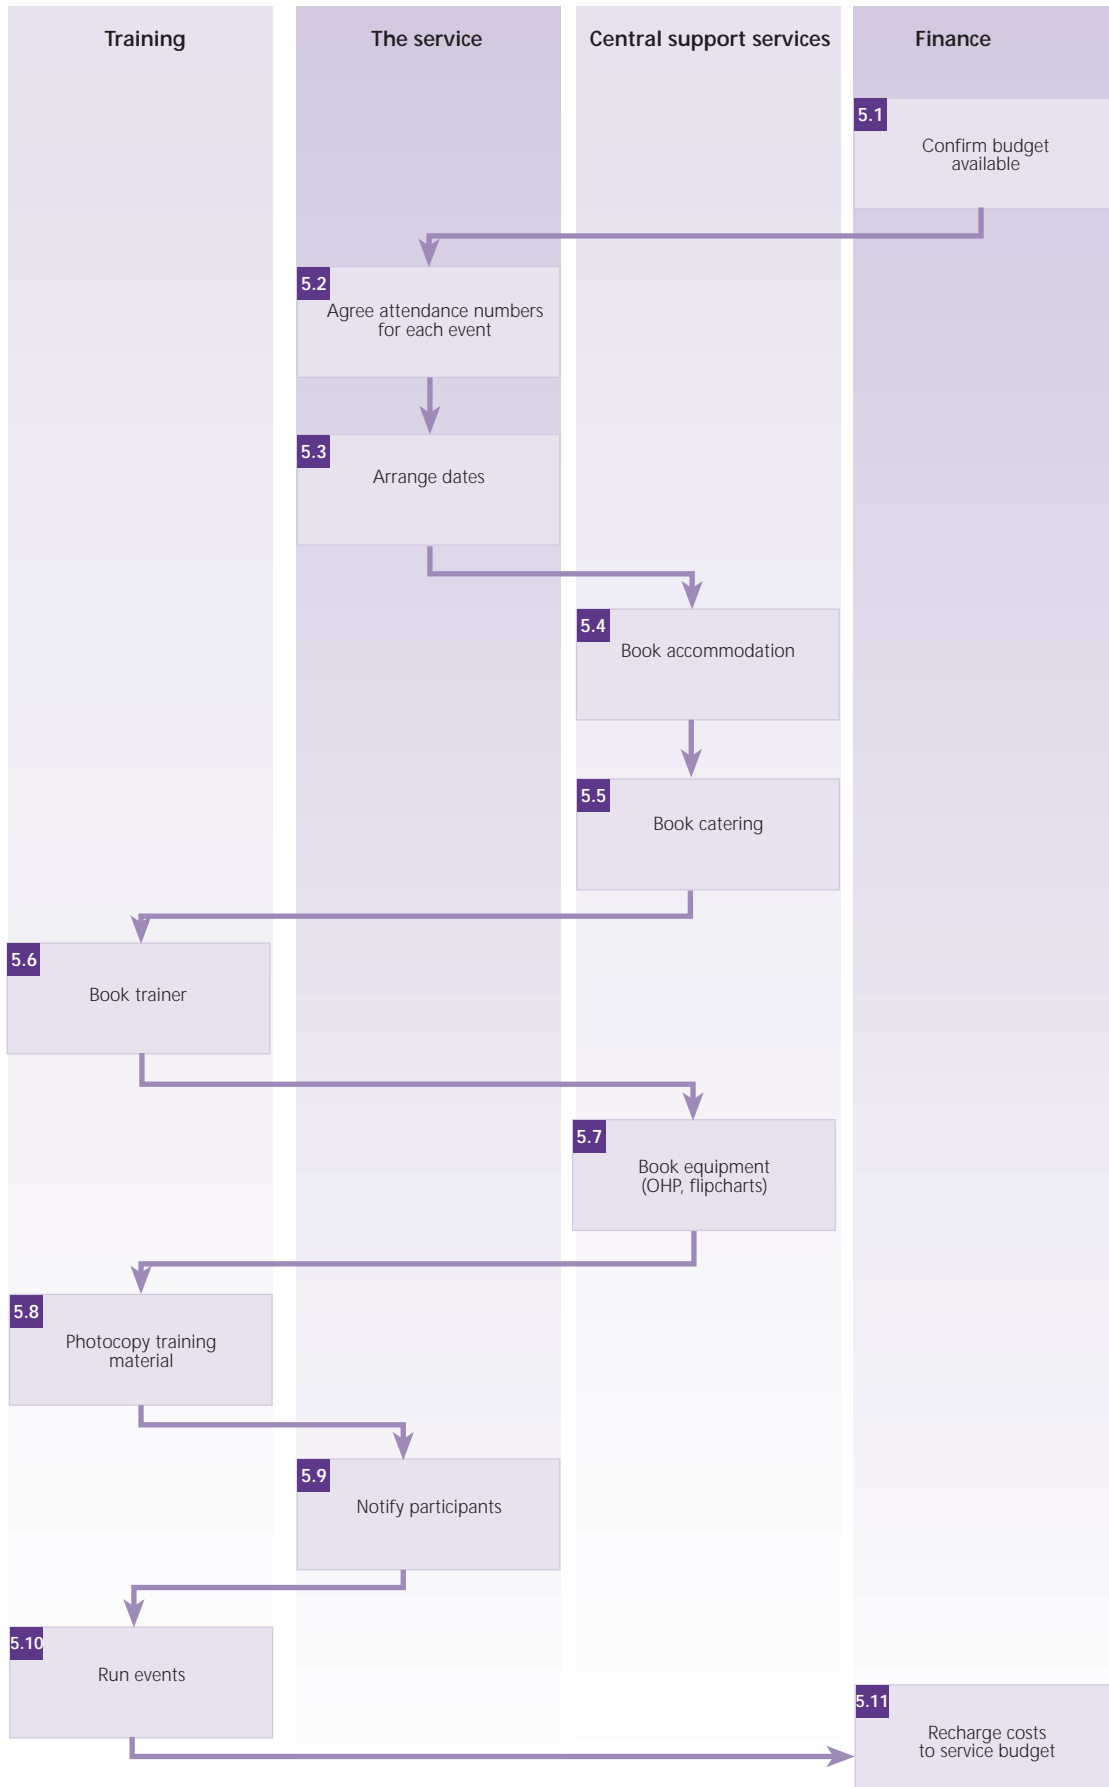 Training
The service
Central support services
Finance
5.1
Confirm budget
available
5.2
Agree attendance numbers
for each event
5.3
Arrange dates
5.4
Book accommodation
5.5
Book catering
5.6
Book trainer
5.7
Book equipment
(OHP, flipcharts)
5.8
Photocopy training
material
5.9
Notify participants
5.10
Run events
5.11
Recharge costs
to service budget